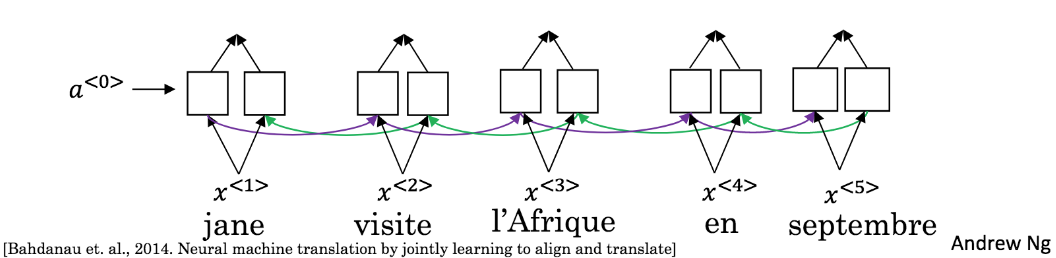 a<0>
x<1> x<2> x<3> x<4> x<5>
jane visite l'Afrique en septembre
[Bahdanau et. al., 2014. Neural machine translation by jointly learning to align and translate]
Andrew Ng